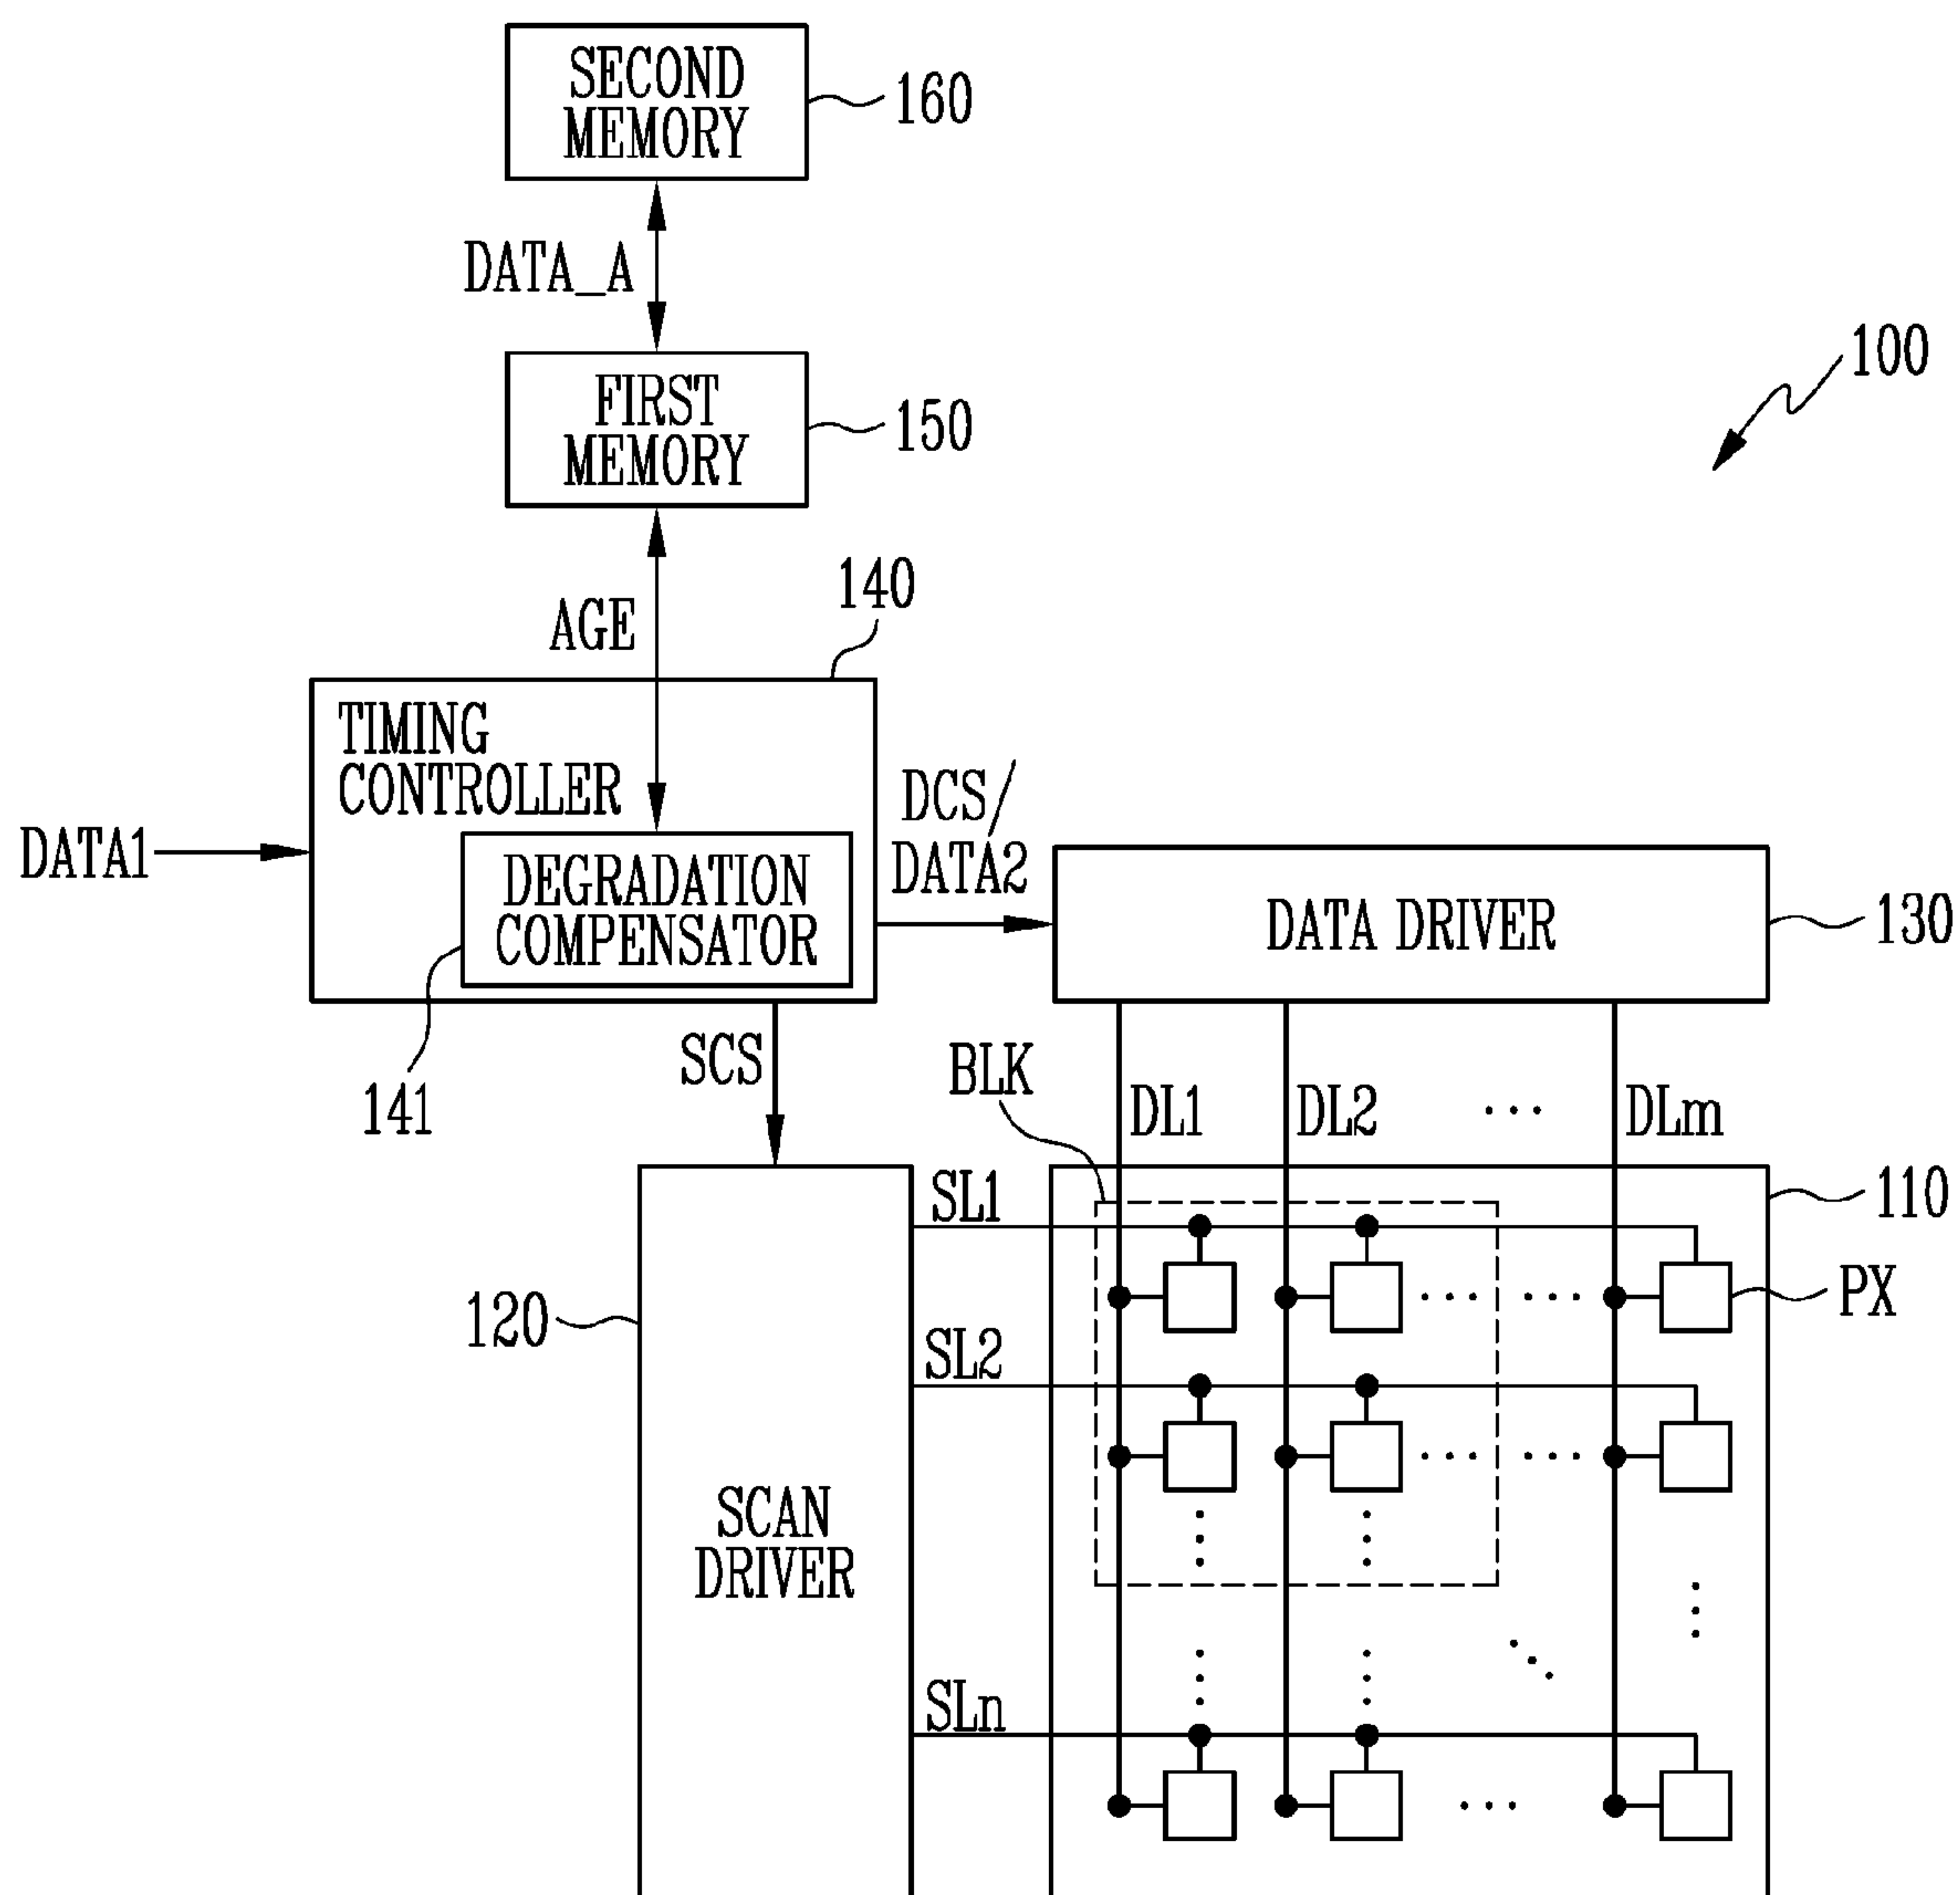 SECOND
MEMORY
160
DATA_A
100
FIRST
MEMORY
150
140
AGE
TIMING
CONTROLLER
DCS/
DATA2
DATA1
DEGRADATION
COMPENSATOR
DATA DRIVER
130
SCS
BLK
141
DL1 DL2 ··· DLm
110
SL1
PX
120
SL2
SCAN
DRIVER
SLn